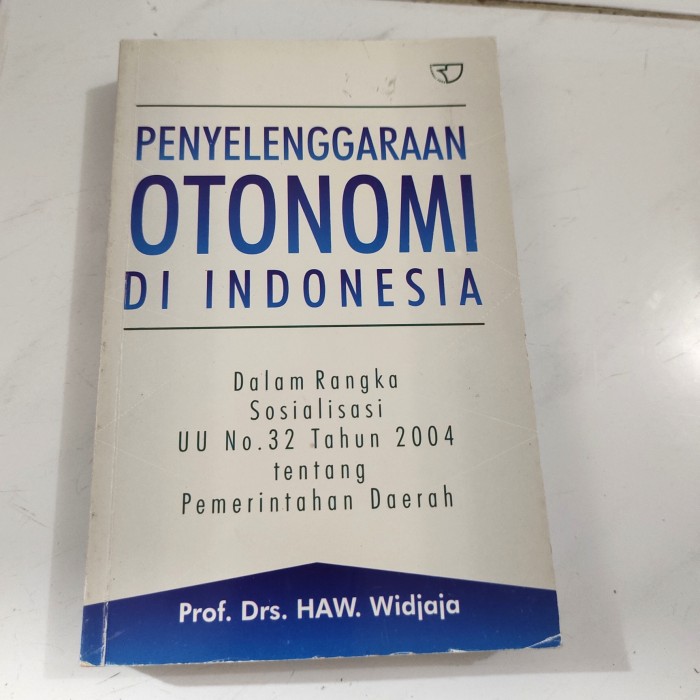 PENYELENGGARAAN
OTONOMI
DI INDONESIA
Dalam Rangka
Sosialisasi
UU No.32 Tahun 2004
tentang
Pemerintahan Daerah
Prof. Drs. HAW. Widjaja